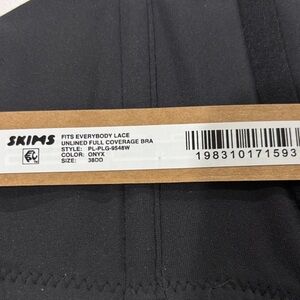 SKIMS
FITS EVERYBODY LACE
UNLINED FULL COVERAGE BRA
STYLE: PL-PLG-9548W
COLOR: ONYX
SIZE: 38DD
198310171593